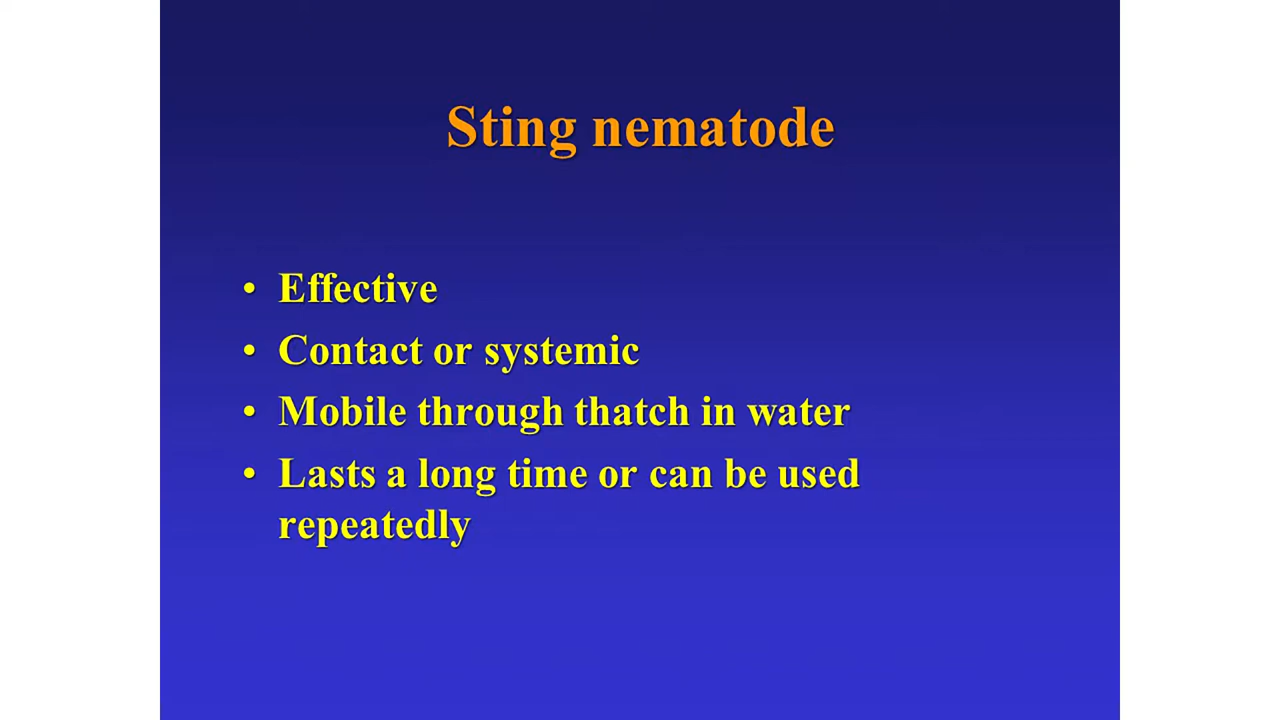 Sting nematode
• Effective
• Contact or systemic
• Mobile through thatch in water
• Lasts a long time or can be used
repeatedly